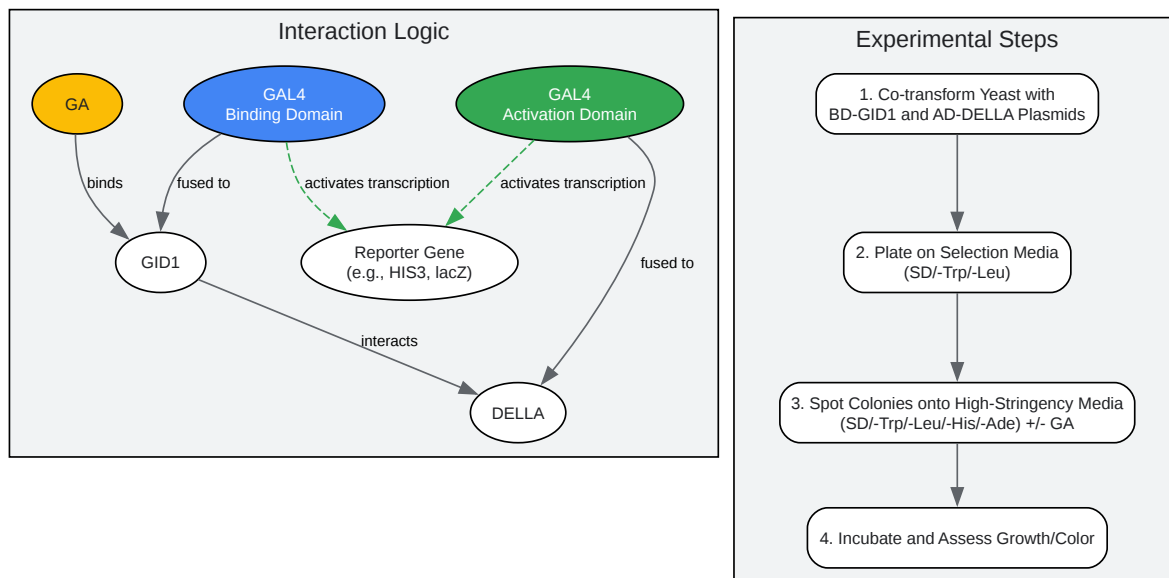 Interaction Logic
GA
GAL4
Binding Domain
GAL4
Activation Domain
binds
fused to
activates transcription
activates transcription
GID1
Reporter Gene
(e.g., HIS3, lacZ)
fused to
interacts
DELLA
Experimental Steps
1. Co-transform Yeast with
BD-GID1 and AD-DELLA Plasmids
2. Plate on Selection Media
(SD/-Trp/-Leu)
3. Spot Colonies onto High-Stringency Media
(SD/-Trp/-Leu/-His/-Ade) +/- GA
4. Incubate and Assess Growth/Color